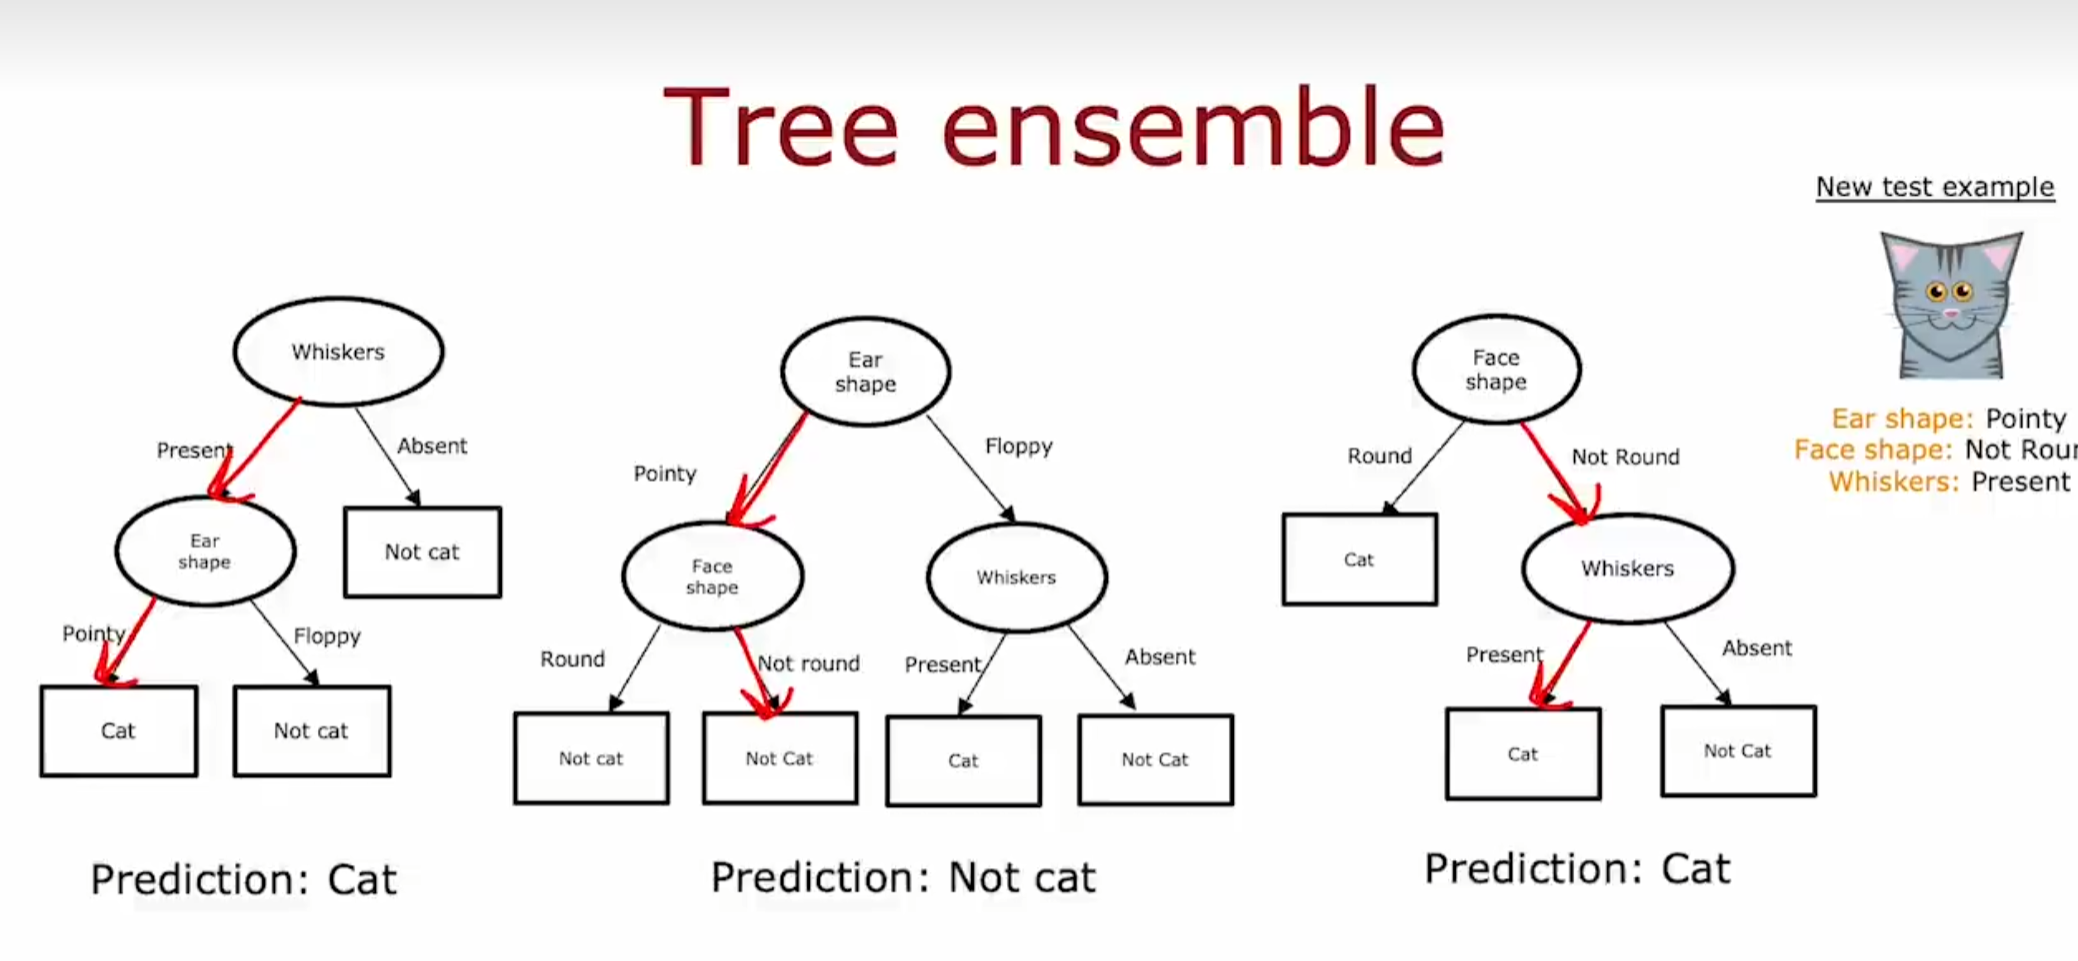 Tree ensemble
New test example
Ear shape: Pointy
Face shape: Not Roun
Whiskers: Present
Whiskers
Present
Absent
Ear
shape
Not cat
Pointy
Floppy
Cat
Not cat
Prediction: Cat
Ear
shape
Pointy
Floppy
Face
shape
Whiskers
Round
Not round
Present
Absent
Not cat
Not Cat
Cat
Not Cat
Prediction: Not cat
Face
shape
Round
Not Round
Cat
Whiskers
Present
Absent
Cat
Not Cat
Prediction: Cat